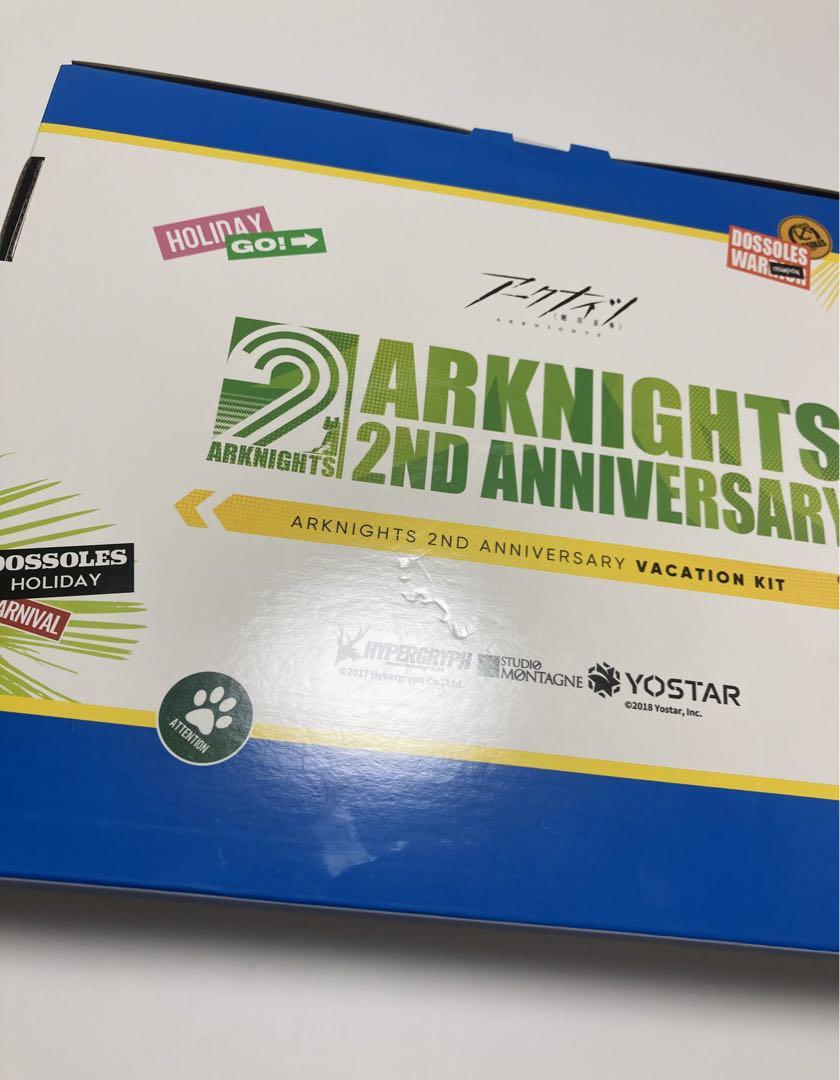 HOLIDAY
GO!
DOSSOLES
アークナイツ
ARKNIGHTS
ARKNIGHTS
2ND ANNIVERSARY
ARKNIGHTS
ARKNIGHTS 2ND ANNIVERSARY VACATION KIT
DOSSOLES
HOLIDAY
ARNIVAL
HYPERGRYPH
©2017 Hypergryph Co., Ltd.
STUDIO
MØNTAGNE
YOSTAR
©2018 Yostar, Inc.
ATTENTION